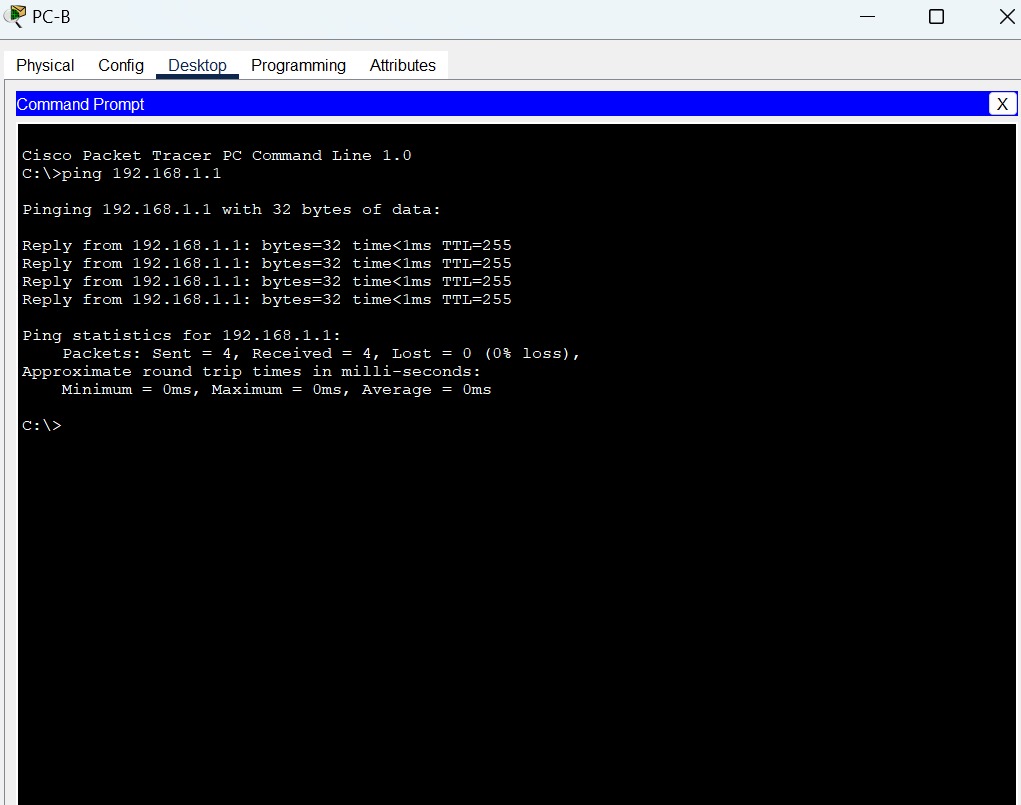 PC-B
Physical Config Desktop Programming Attributes
Command Prompt
X
Cisco Packet Tracer PC Command Line 1.0
C:\>ping 192.168.1.1
Pinging 192.168.1.1 with 32 bytes of data:
Reply from 192.168.1.1: bytes=32 time<1ms TTL=255
Reply from 192.168.1.1: bytes=32 time<1ms TTL=255
Reply from 192.168.1.1: bytes=32 time<1ms TTL=255
Reply from 192.168.1.1: bytes=32 time<1ms TTL=255
Ping statistics for 192.168.1.1:
Packets: Sent = 4, Received = 4, Lost = 0 (0% loss),
Approximate round trip times in milli-seconds:
Minimum = 0ms, Maximum = 0ms, Average = 0ms
C:\>